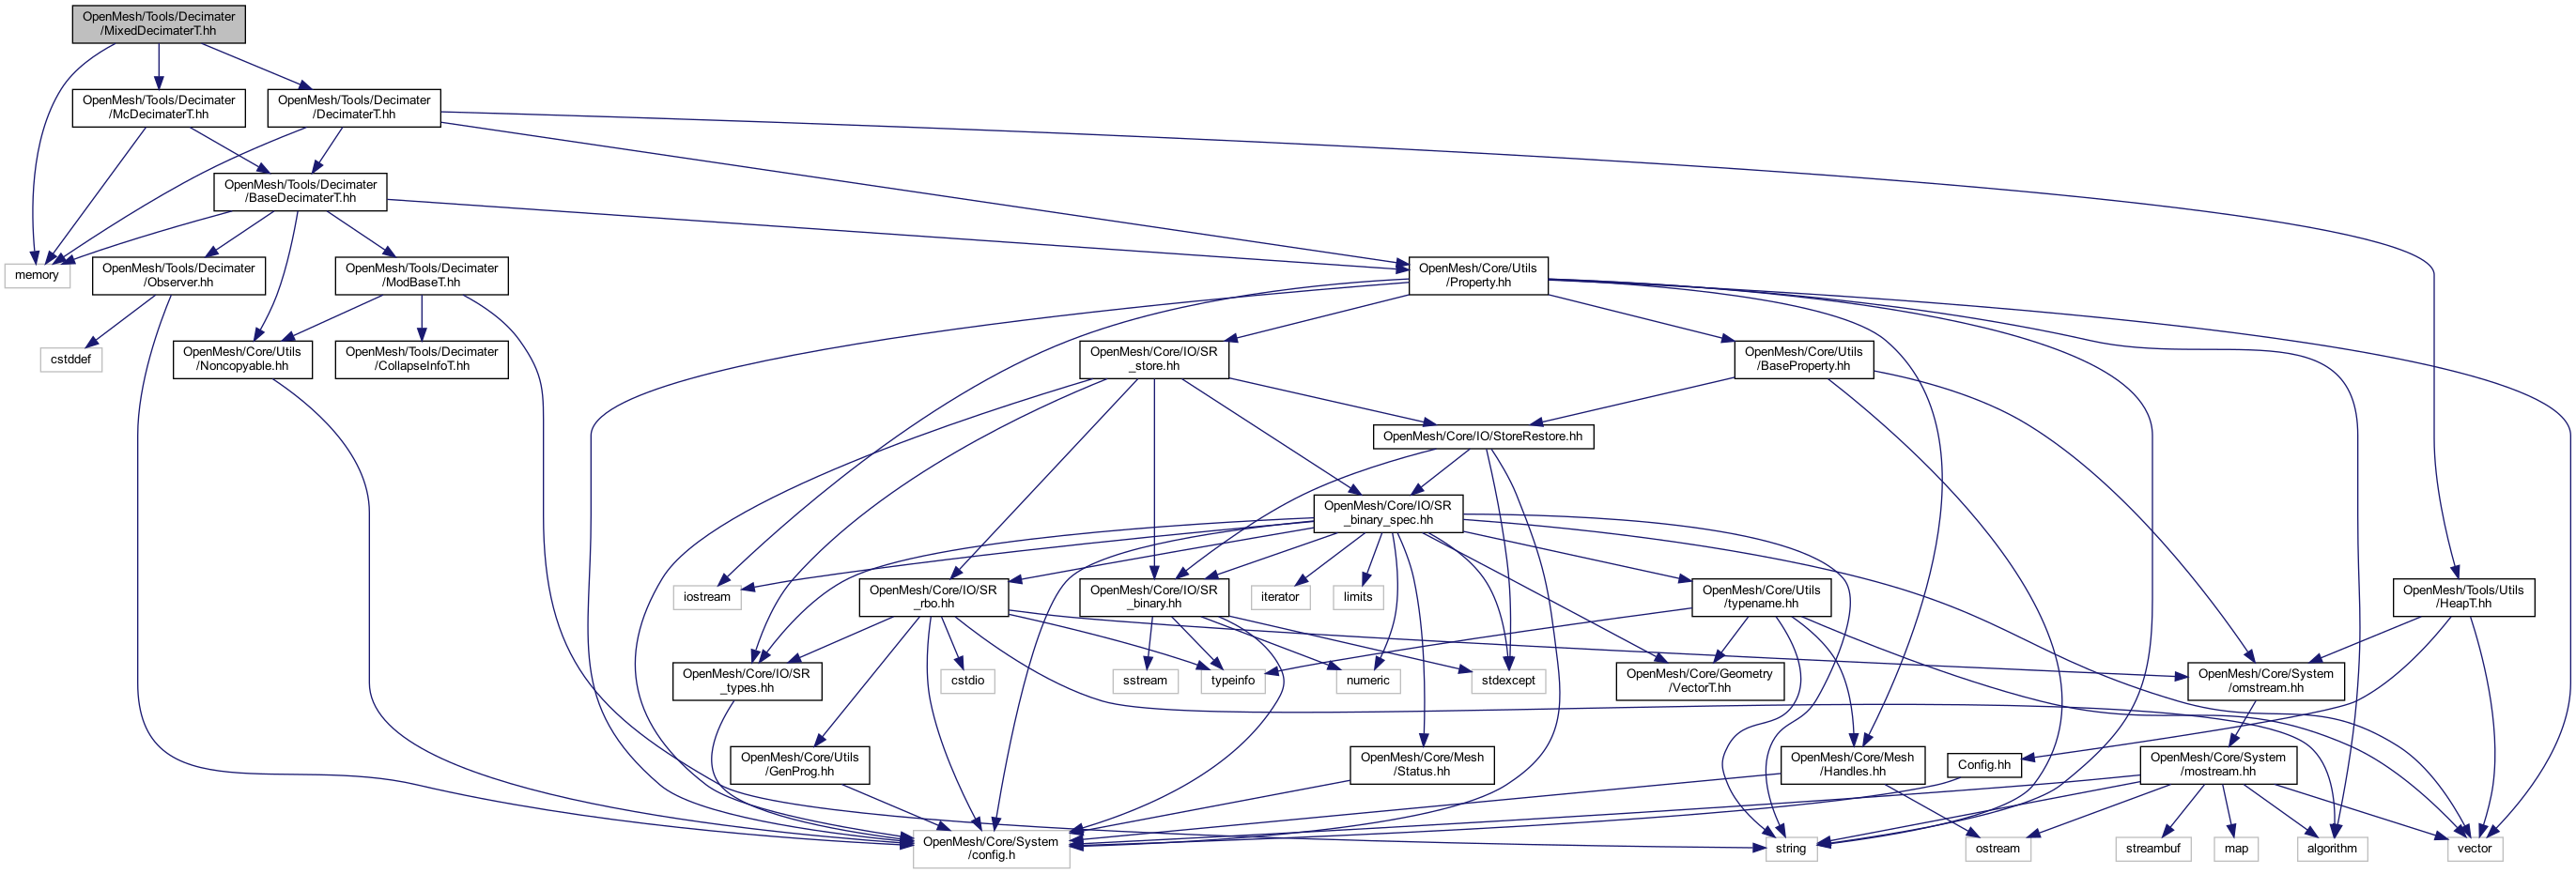 OpenMesh/Tools/Decimater
/MixedDecimaterT.hh
OpenMesh/Tools/Decimater
/McDecimaterT.hh
OpenMesh/Tools/Decimater
/DecimaterT.hh
OpenMesh/Tools/Decimater
/BaseDecimaterT.hh
memory
OpenMesh/Tools/Decimater
/Observer.hh
OpenMesh/Tools/Decimater
/ModBaseT.hh
OpenMesh/Core/Utils
/Property.hh
cstddef
OpenMesh/Core/Utils
/Noncopyable.hh
OpenMesh/Tools/Decimater
/CollapseInfoT.hh
OpenMesh/Core/IO/SR
_store.hh
OpenMesh/Core/Utils
/BaseProperty.hh
OpenMesh/Core/IO/StoreRestore.hh
OpenMesh/Core/IO/SR
_binary_spec.hh
iostream
OpenMesh/Core/IO/SR
_rbo.hh
OpenMesh/Core/IO/SR
_binary.hh
iterator
limits
OpenMesh/Core/Utils
/typename.hh
OpenMesh/Tools/Utils
/HeapT.hh
OpenMesh/Core/IO/SR
_types.hh
cstdio
sstream
typeinfo
numeric
stdexcept
OpenMesh/Core/Geometry
/VectorT.hh
OpenMesh/Core/System
/omstream.hh
OpenMesh/Core/Utils
/GenProg.hh
OpenMesh/Core/Mesh
/Status.hh
OpenMesh/Core/Mesh
/Handles.hh
Config.hh
OpenMesh/Core/System
/mostream.hh
OpenMesh/Core/System
/config.h
string
ostream
streambuf
map
algorithm
vector